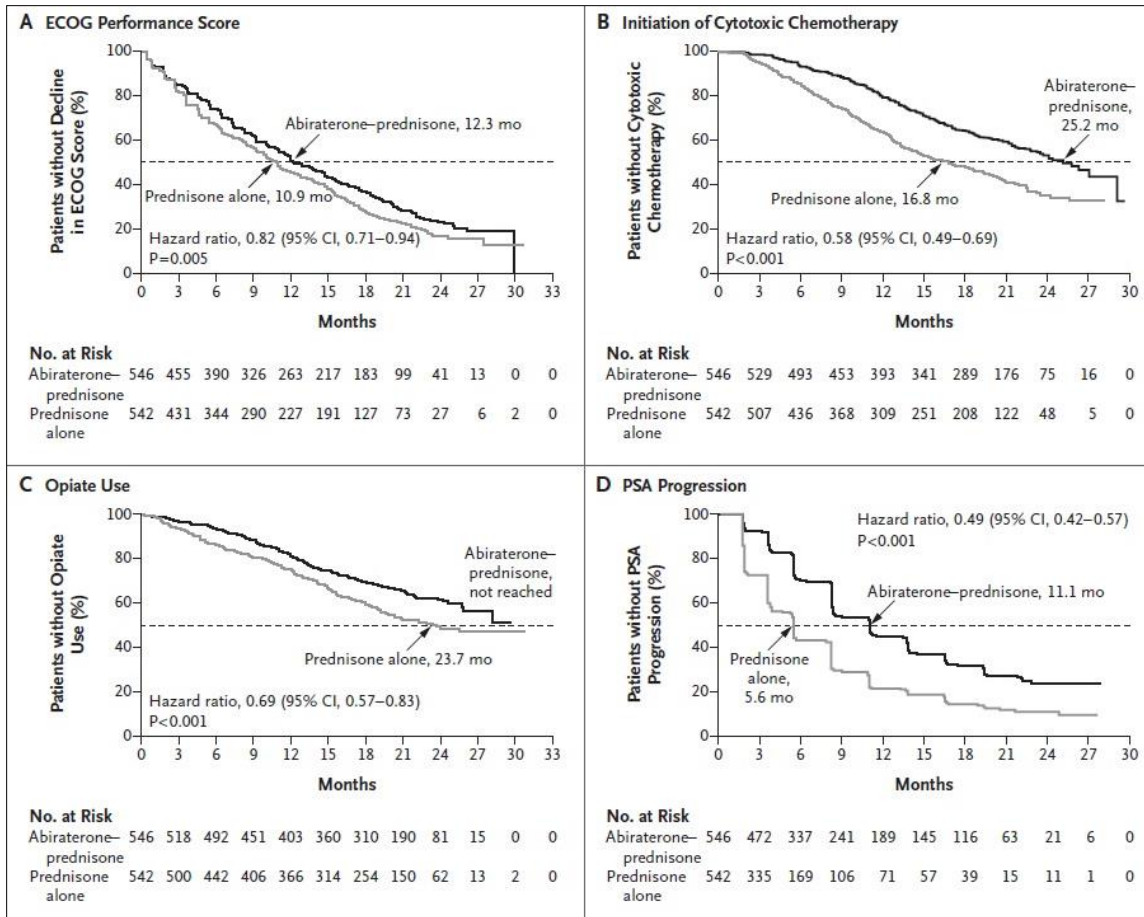 A ECOG Performance Score
Patients without Decline
in ECOG Score (%)
100
80
60
40
20
0
Abiraterone–prednisone, 12.3 mo
Prednisone alone, 10.9 mo
Hazard ratio, 0.82 (95% CI, 0.71–0.94)
P=0.005
0 3 6 9 12 15 18 21 24 27 30 33
Months
No. at Risk
Abiraterone– 546 455 390 326 263 217 183 99 41 13 0 0
prednisone
Prednisone 542 431 344 290 227 191 127 73 27 6 2 0
alone
B Initiation of Cytotoxic Chemotherapy
Patients without Cytotoxic
Chemotherapy (%)
100
80
60
40
20
0
Abiraterone–
prednisone,
25.2 mo
Prednisone alone, 16.8 mo
Hazard ratio, 0.58 (95% CI, 0.49–0.69)
P<0.001
0 3 6 9 12 15 18 21 24 27 30
Months
No. at Risk
Abiraterone– 546 529 493 453 393 341 289 176 75 16 0
prednisone
Prednisone 542 507 436 368 309 251 208 122 48 5 0
alone
C Opiate Use
Patients without Opiate
Use (%)
100
80
60
40
20
0
Abiraterone–
prednisone,
not reached
Prednisone alone, 23.7 mo
Hazard ratio, 0.69 (95% CI, 0.57–0.83)
P<0.001
0 3 6 9 12 15 18 21 24 27 30 33
Months
No. at Risk
Abiraterone– 546 518 492 451 403 360 310 190 81 15 0 0
prednisone
Prednisone 542 500 442 406 366 314 254 150 62 13 2 0
alone
D PSA Progression
Patients without PSA
Progression (%)
100
80
60
40
20
0
Hazard ratio, 0.49 (95% CI, 0.42–0.57)
P<0.001
Abiraterone–prednisone, 11.1 mo
Prednisone
alone,
5.6 mo
0 3 6 9 12 15 18 21 24 27 30
Months
No. at Risk
Abiraterone– 546 472 337 241 189 145 116 63 21 6 0
prednisone
Prednisone 542 335 169 106 71 57 39 15 11 1 0
alone